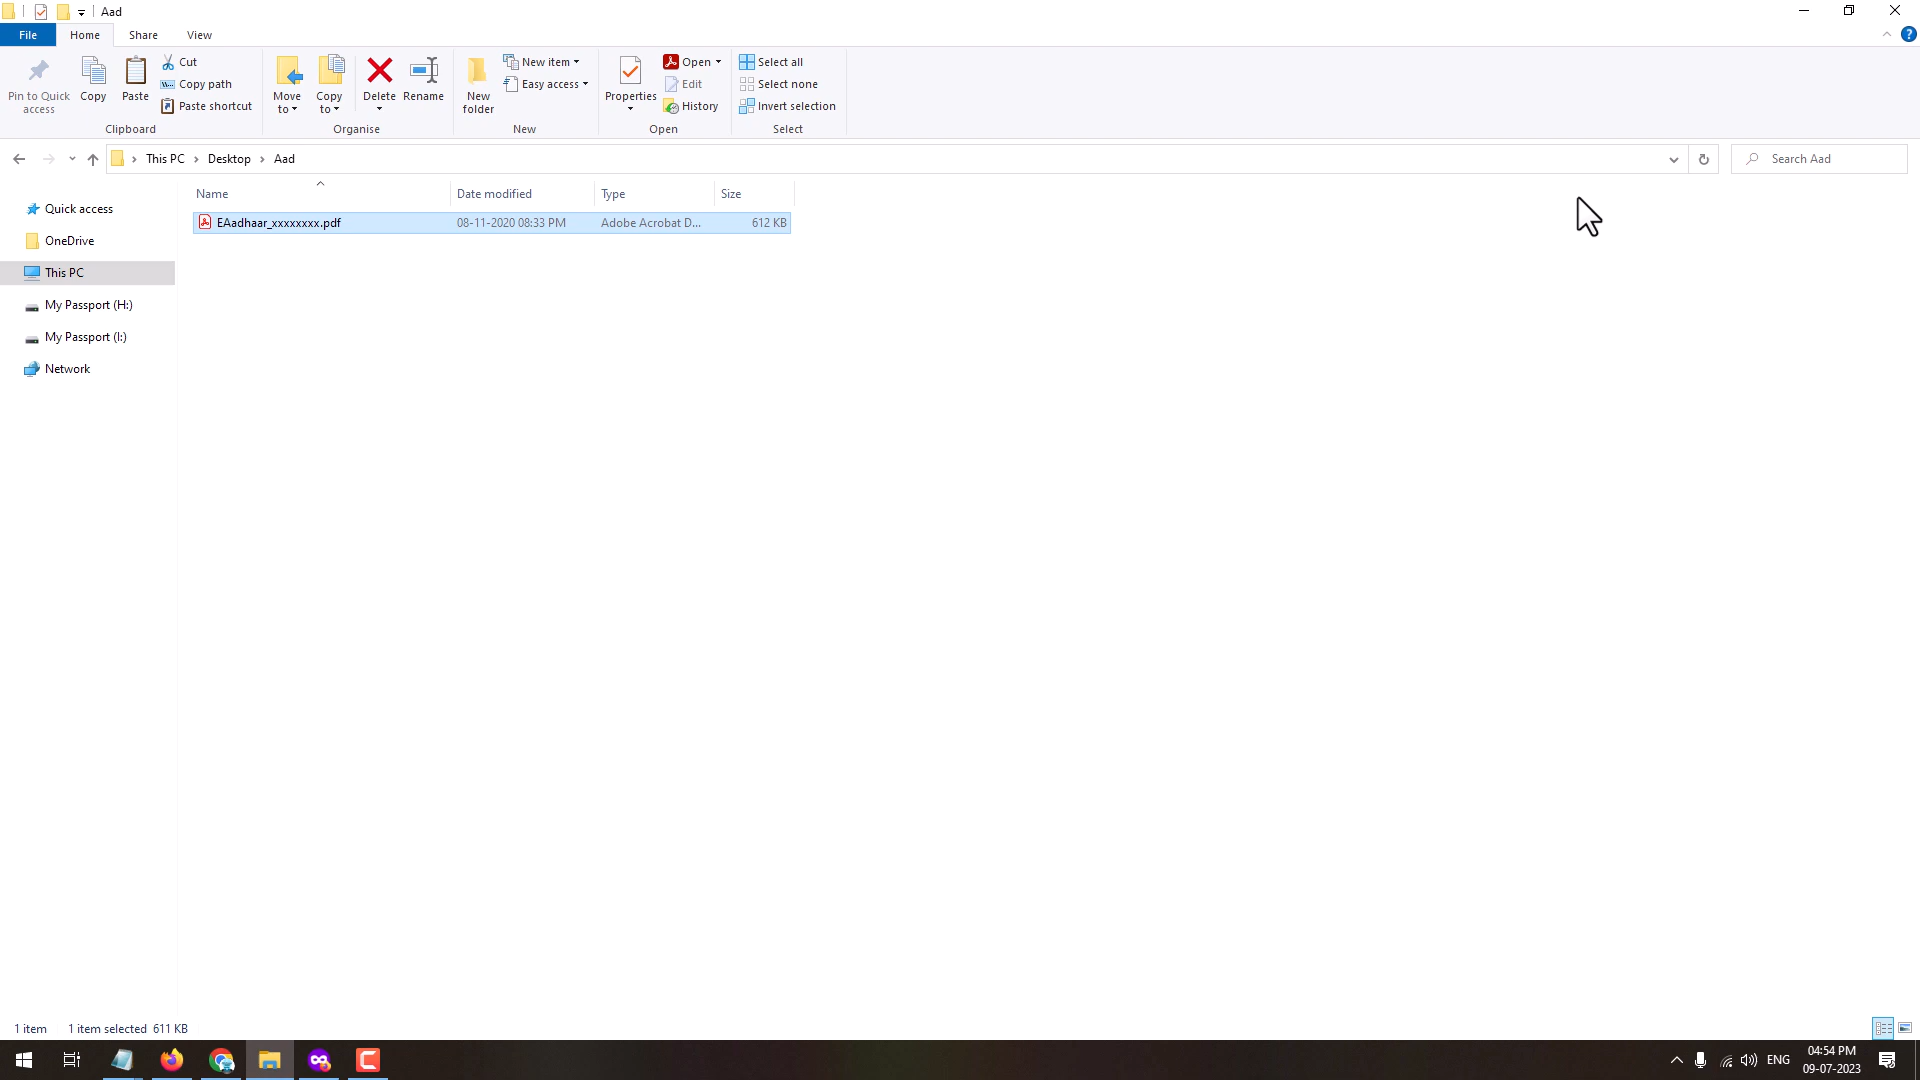 Aad
File Home Share View
Pin to Quick access
Copy
Paste
Cut
Copy path
Paste shortcut
Clipboard
Move to
Copy to
Delete
Rename
Organise
New folder
New item
Easy access
New
Properties
Open
Edit
History
Open
Select all
Select none
Invert selection
Select
This PC Desktop Aad
Search Aad
Name Date modified Type Size
EAadhaar_xxxxxxxx.pdf 08-11-2020 08:33 PM Adobe Acrobat D... 612 KB
Quick access
OneDrive
This PC
My Passport (H:)
My Passport (I:)
Network
1 item 1 item selected 611 KB
ENG
04:54 PM
09-07-2023